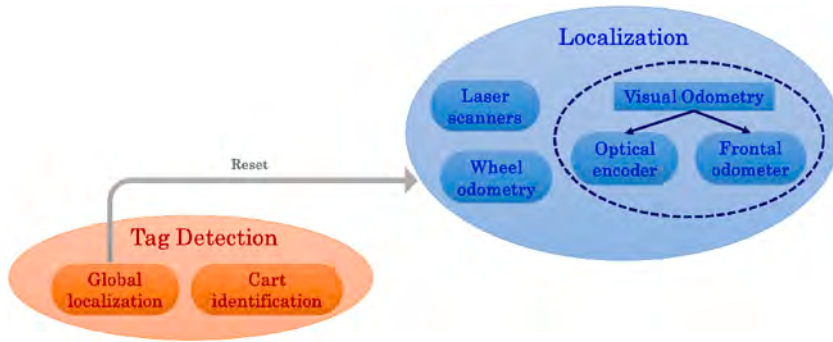 Localization
Laser
scanners
Visual Odometry
Wheel
odometry
Optical
encoder
Frontal
odometer
Reset
Tag Detection
Global
localization
Cart
identification